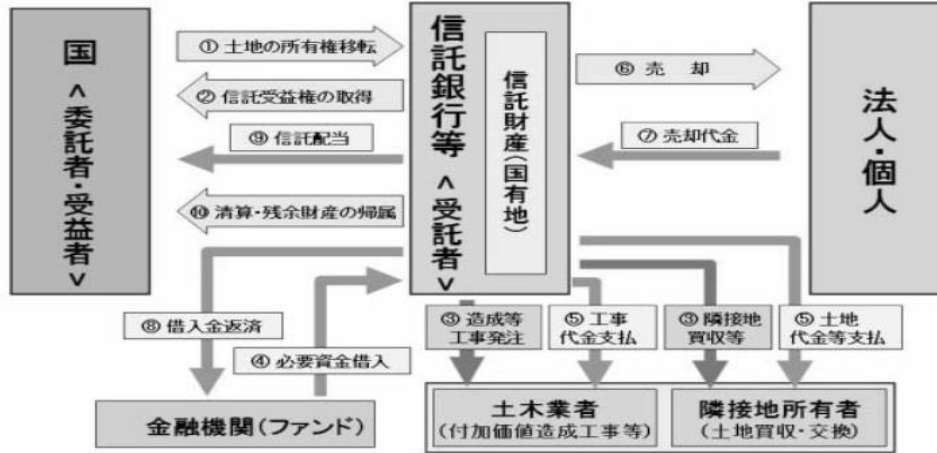 国
<委託者・受益者>
① 土地の所有権移転
② 信託受益権の取得
⑨ 信託配当
⑩ 清算・残余財産の帰属
信託銀行等
<受託者>
信託財産(国有地)
⑥ 売 却
⑦ 売却代金
法人・個人
⑧ 借入金返済
④ 必要資金借入
③ 造成等
工事発注
⑤ 工事
代金支払
③ 隣接地
買収等
⑤ 土地
代金等支払
金融機関(ファンド)
土木業者
(付加価値造成工事等)
隣接地所有者
(土地買収・交換)